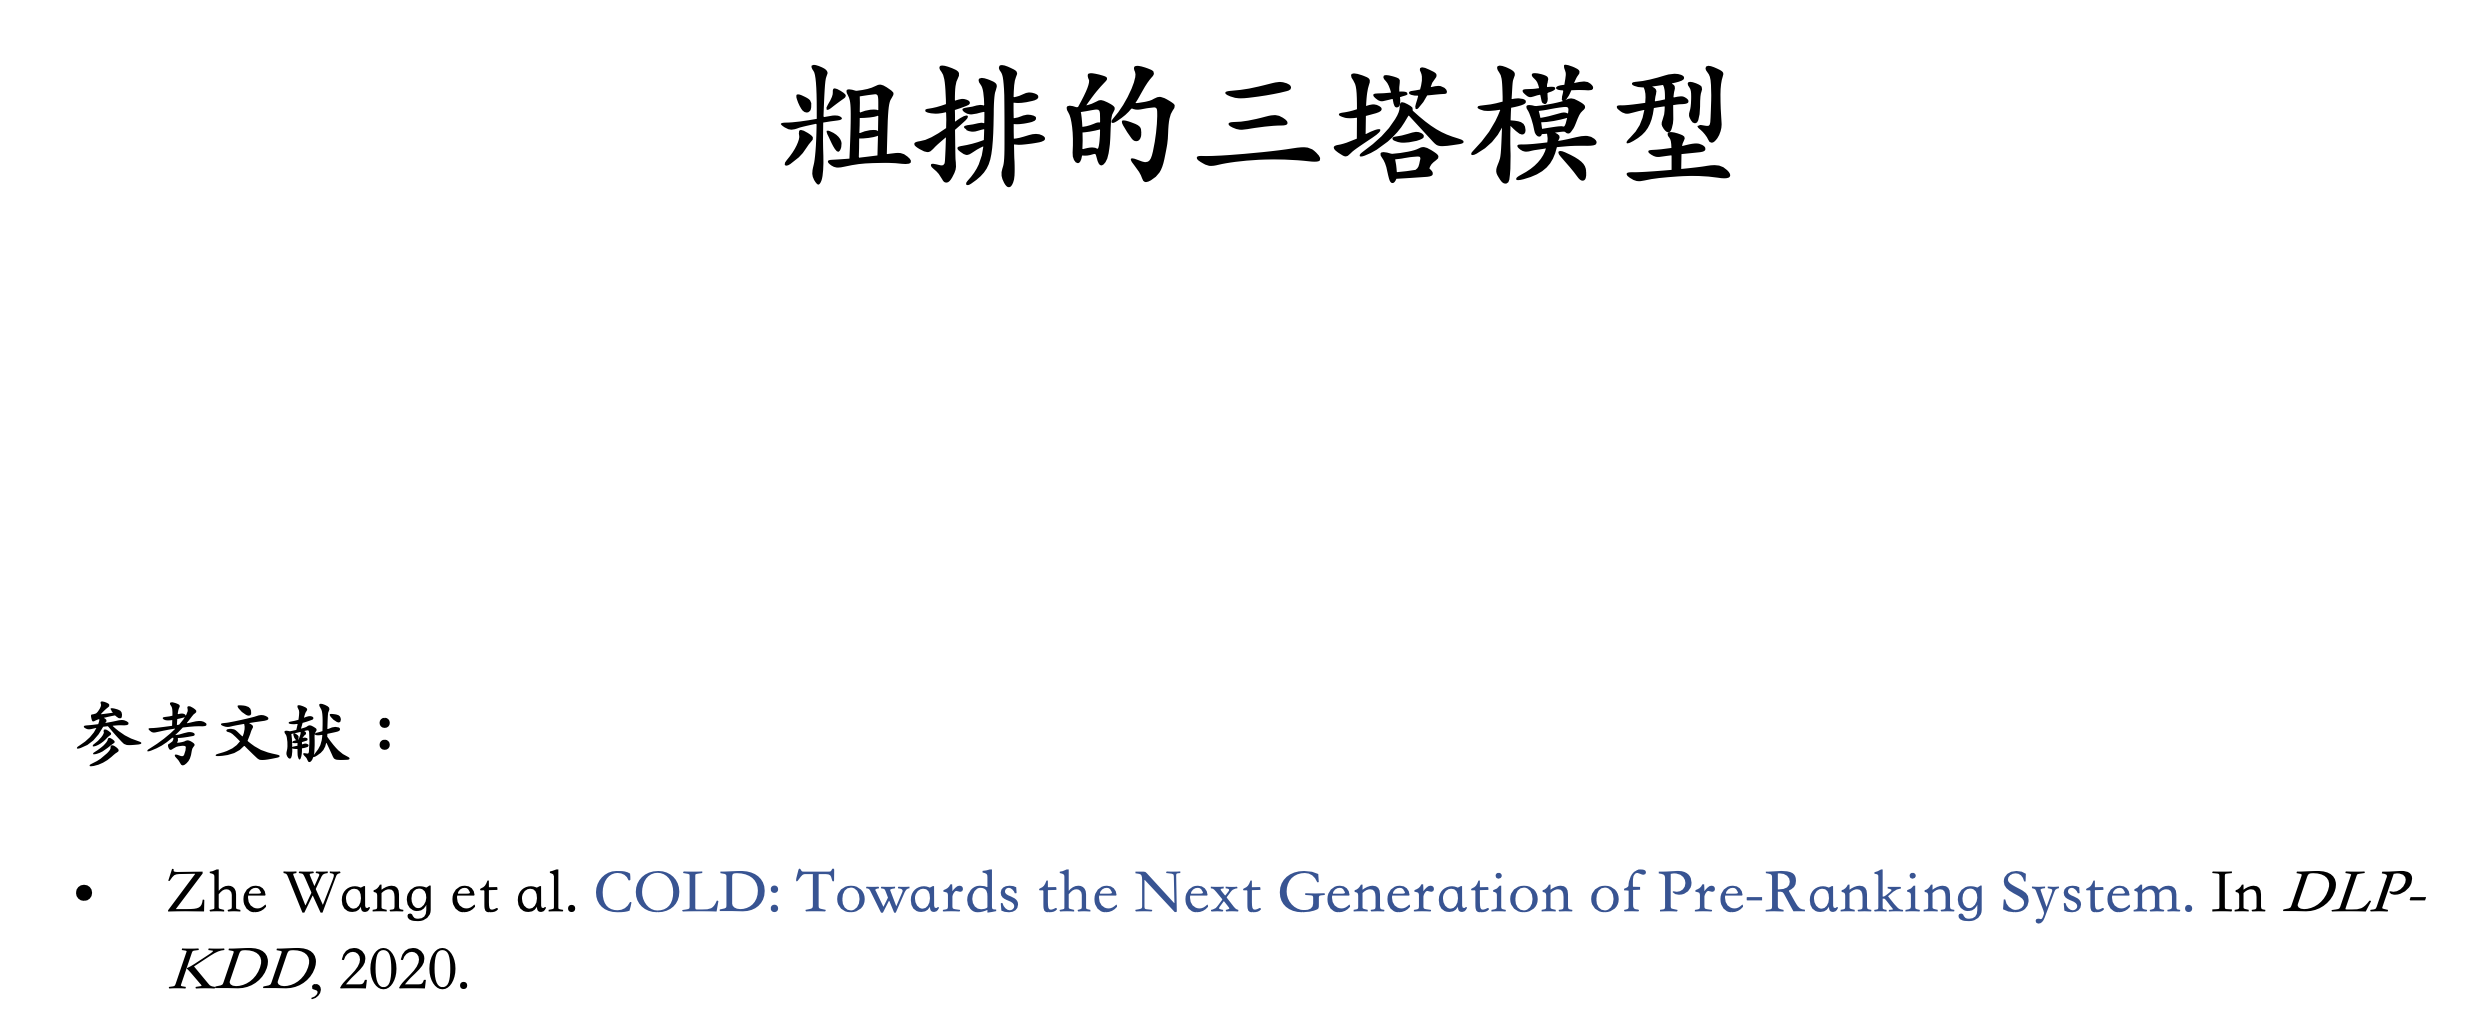 粗排的三塔模型
参考文献：
• Zhe Wang et al. COLD: Towards the Next Generation of Pre-Ranking System. In DLP-
KDD, 2020.